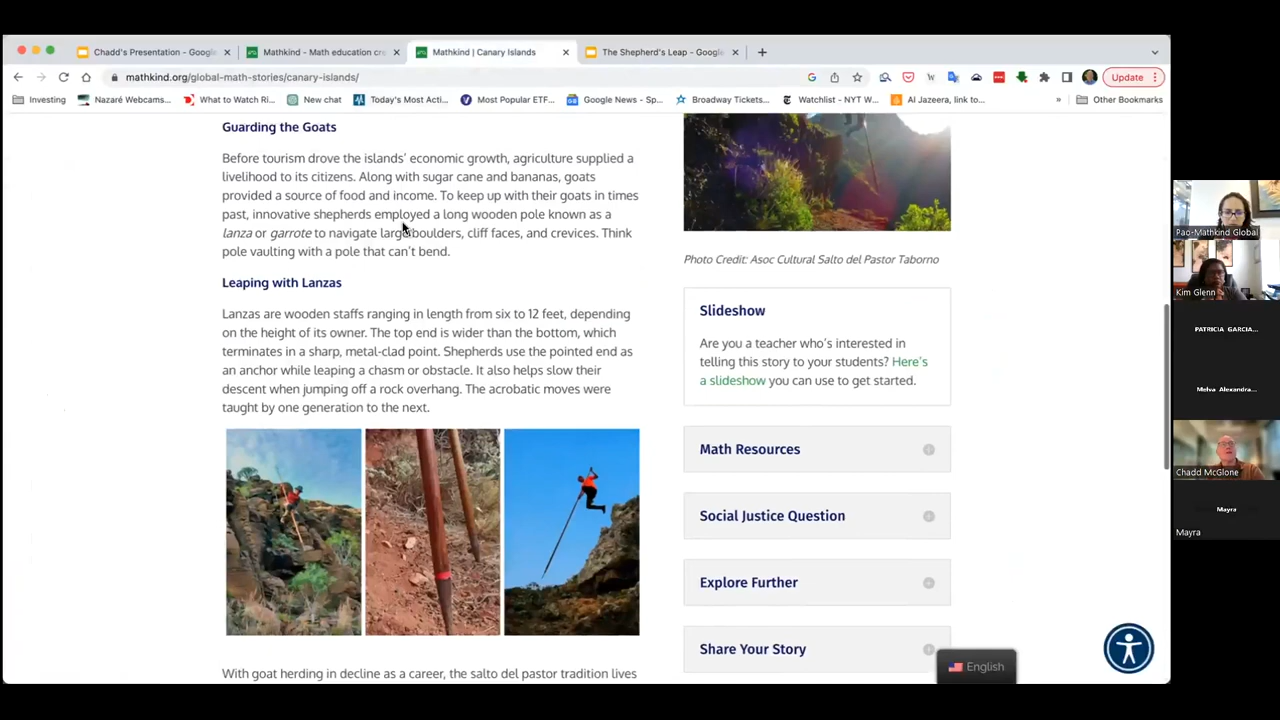 Chadd's Presentation - Google
Mathkind - Math education cre
Mathkind | Canary Islands
The Shepherd's Leap - Google
mathkind.org/global-math-stories/canary-islands/
Update
Investing
Nazaré Webcams...
What to Watch Ri...
New chat
Today's Most Acti...
Most Popular ETF...
Google News - Sp...
Broadway Tickets...
Watchlist - NYT W...
Al Jazeera, link to...
»
Other Bookmarks
Guarding the Goats
Before tourism drove the islands' economic growth, agriculture supplied a
livelihood to its citizens. Along with sugar cane and bananas, goats
provided a source of food and income. To keep up with their goats in times
past, innovative shepherds employed a long wooden pole known as a
lanza or garrote to navigate large boulders, cliff faces, and crevices. Think
pole vaulting with a pole that can't bend.
Leaping with Lanzas
Lanzas are wooden staffs ranging in length from six to 12 feet, depending
on the height of its owner. The top end is wider than the bottom, which
terminates in a sharp, metal-clad point. Shepherds use the pointed end as
an anchor while leaping a chasm or obstacle. It also helps slow their
descent when jumping off a rock overhang. The acrobatic moves were
taught by one generation to the next.
With goat herding in decline as a career, the salto del pastor tradition lives
Photo Credit: Asoc Cultural Salto del Pastor Taborno
Slideshow
Are you a teacher who's interested in
telling this story to your students? Here's
a slideshow you can use to get started.
Math Resources
Social Justice Question
Explore Further
Share Your Story
English
Pao-Mathkind Global
Kim Glenn
PATRICIA GARCIA...
Melva Alexandra...
Chadd McGlone
Mayra
Mayra